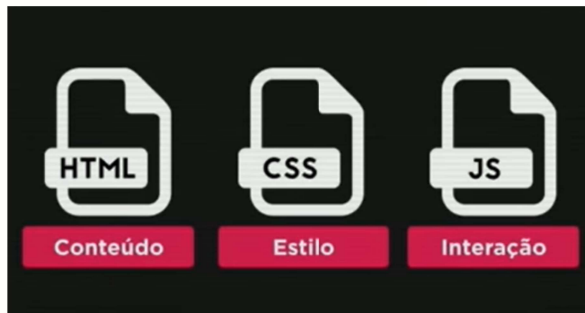 HTML
CSS
JS
Conteúdo
Estilo
Interação